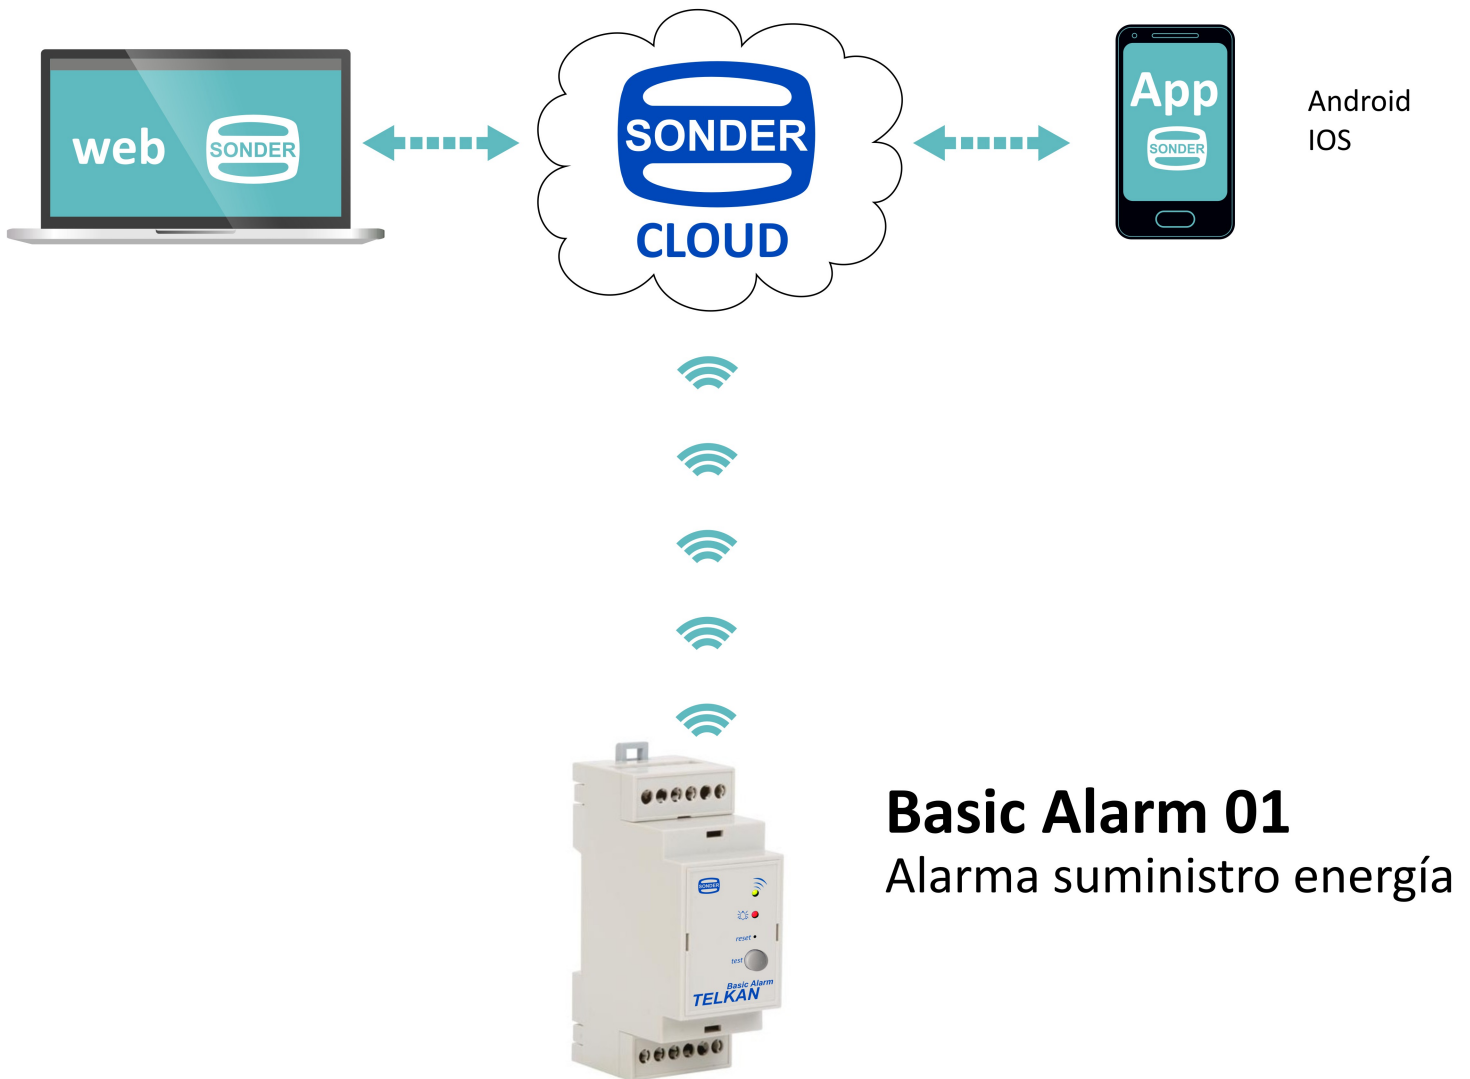 web
SONDER
SONDER
CLOUD
App
SONDER
Android
IOS
Basic Alarm 01
Alarma suministro energía
SONDER
reset
test
Basic Alarm
TELKAN